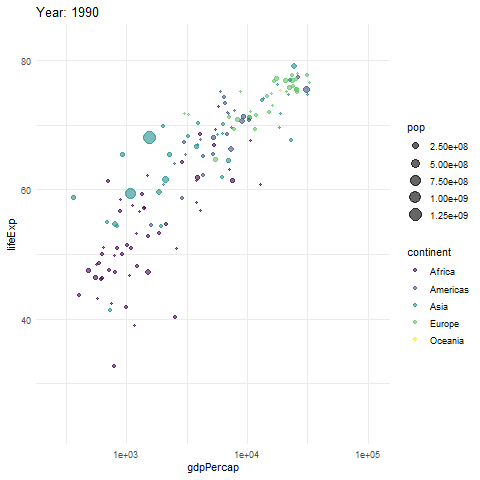 Year: 1990
80
60
40
lifeExp
1e+03
1e+04
1e+05
gdpPercap
pop
2.50e+08
5.00e+08
7.50e+08
1.00e+09
1.25e+09
continent
Africa
Americas
Asia
Europe
Oceania